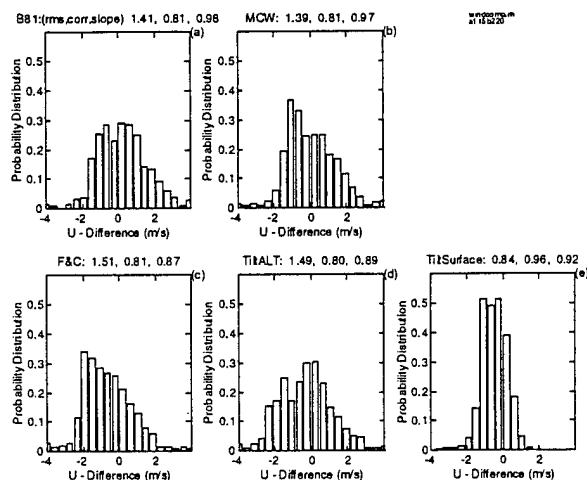 B81:(rms,corr,slope) 1.41, 0.81, 0.98
(a)
Probability Distribution
0.5
0.4
0.3
0.2
0.1
0
-4 -2 0 2
U - Difference (m/s)
MCW: 1.39, 0.81, 0.97
(b)
Probability Distribution
0.5
0.4
0.3
0.2
0.1
0
-4 -2 0 2
U - Difference (m/s)
F&C: 1.51, 0.81, 0.87
(c)
Probability Distribution
0.5
0.4
0.3
0.2
0.1
0
-4 -2 0 2
U - Difference (m/s)
TiltALT: 1.49, 0.80, 0.89
(d)
Probability Distribution
0.5
0.4
0.3
0.2
0.1
0
-4 -2 0 2
U - Difference (m/s)
TiltSurface: 0.84, 0.96, 0.92
(e)
Probability Distribution
0.5
0.4
0.3
0.2
0.1
0
-4 -2 0 2
U - Difference (m/s)